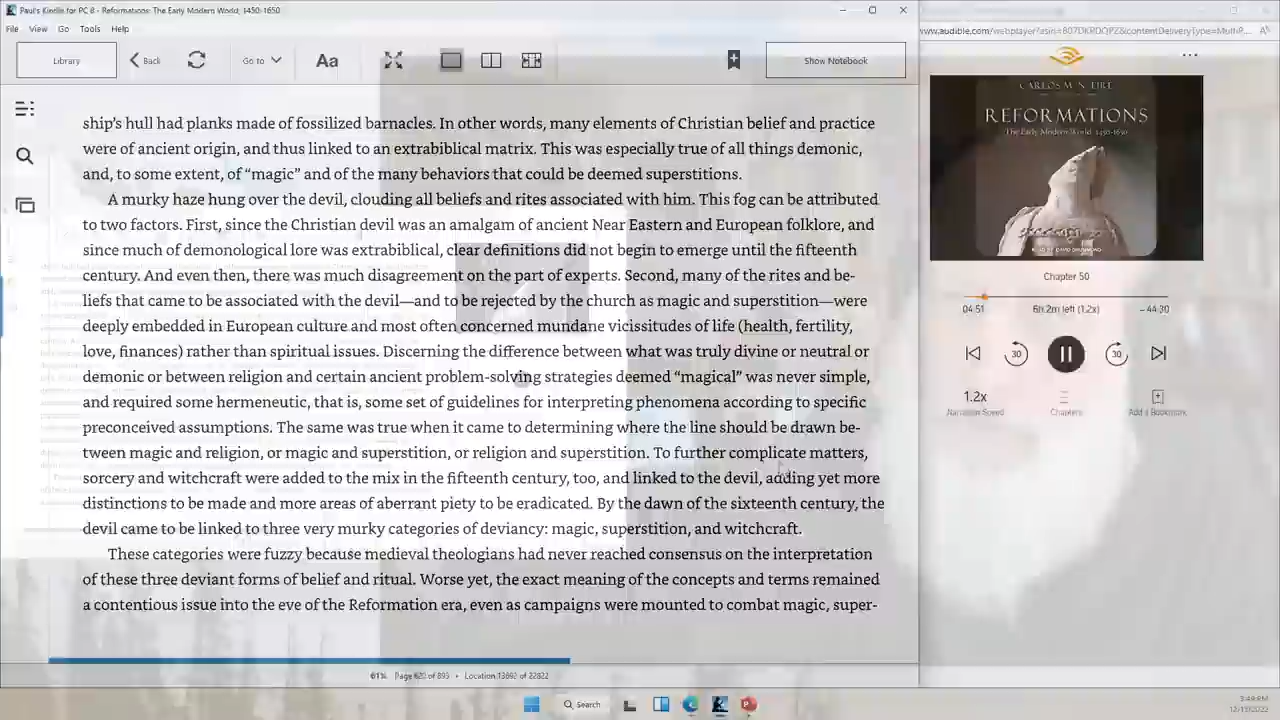 Paul's Kindle for PC 8 - Reformations: The Early Modern World, 1450-1650
File View Go Tools Help
Library
Back
Go to
Aa
Show Notebook
ship's hull had planks made of fossilized barnacles. In other words, many elements of Christian belief and practice
were of ancient origin, and thus linked to an extrabiblical matrix. This was especially true of all things demonic,
and, to some extent, of “magic” and of the many behaviors that could be deemed superstitions.
A murky haze hung over the devil, clouding all beliefs and rites associated with him. This fog can be attributed
to two factors. First, since the Christian devil was an amalgam of ancient Near Eastern and European folklore, and
since much of demonological lore was extrabiblical, clear definitions did not begin to emerge until the fifteenth
century. And even then, there was much disagreement on the part of experts. Second, many of the rites and be-
liefs that came to be associated with the devil—and to be rejected by the church as magic and superstition—were
deeply embedded in European culture and most often concerned mundane vicissitudes of life (health, fertility,
love, finances) rather than spiritual issues. Discerning the difference between what was truly divine or neutral or
demonic or between religion and certain ancient problem-solving strategies deemed “magical” was never simple,
and required some hermeneutic, that is, some set of guidelines for interpreting phenomena according to specific
preconceived assumptions. The same was true when it came to determining where the line should be drawn be-
tween magic and religion, or magic and superstition, or religion and superstition. To further complicate matters,
sorcery and witchcraft were added to the mix in the fifteenth century, too, and linked to the devil, adding yet more
distinctions to be made and more areas of aberrant piety to be eradicated. By the dawn of the sixteenth century, the
devil came to be linked to three very murky categories of deviancy: magic, superstition, and witchcraft.
These categories were fuzzy because medieval theologians had never reached consensus on the interpretation
of these three deviant forms of belief and ritual. Worse yet, the exact meaning of the concepts and terms remained
a contentious issue into the eve of the Reformation era, even as campaigns were mounted to combat magic, super-
61% Page 620 of 893 • Location 13892 of 22822
CARLOS M. N. EIRE
REFORMATIONS
The Early Modern World 1450-1650
READ BY DAVID DRUMMOND
Chapter 50
04:51 6h 2m left (1.2x) - 44:30
30 30
1.2x
Narration Speed Chapters Add a Bookmark
Search
3:49 PM